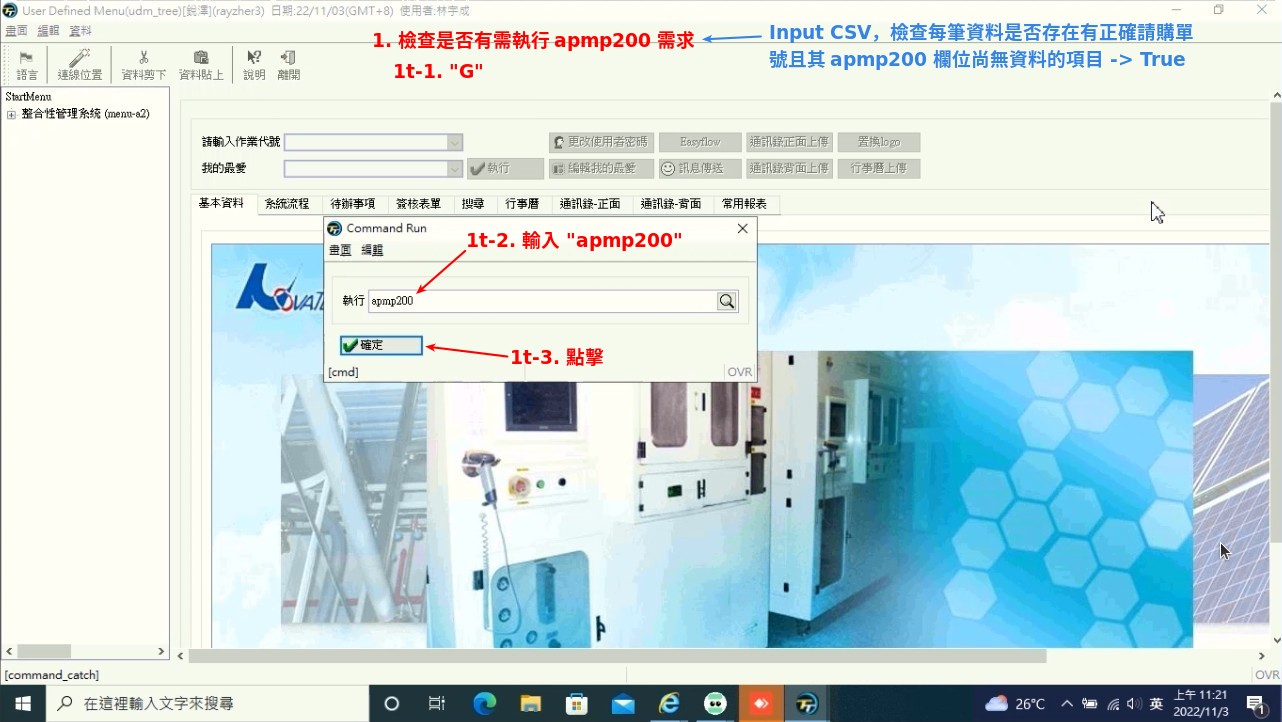 User Defined Menu(udm_tree)[銳澤](rayzher3) 日期:22/11/03(GMT+8) 使用者:林宇成
畫面 編輯 資料
語言 連線位置 資料剪下 資料貼上 說明 離開
1. 檢查是否有需執行 apmp200 需求
1t-1. "G"
Input CSV，檢查每筆資料是否存在有正確請購單
號且其 apmp200 欄位尚無資料的項目 -> True
StartMenu
整合性管理系統 (menu-a2)
請輸入作業代號 更改使用者密碼 Easyflow 通訊錄正面上傳 置換logo
我的最愛 執行 編輯我的最愛 訊息傳送 通訊錄背面上傳 行事曆上傳
基本資料 系統流程 待辦事項 簽核表單 搜尋 行事曆 通訊錄-正面 通訊錄-背面 常用報表
Command Run
畫面 編輯
1t-2. 輸入 "apmp200"
執行 apmp200
確定
1t-3. 點擊
[cmd] OVR
[command_catch] OVR
在這裡輸入文字來搜尋
26°C 英 上午 11:21
2022/11/3
1